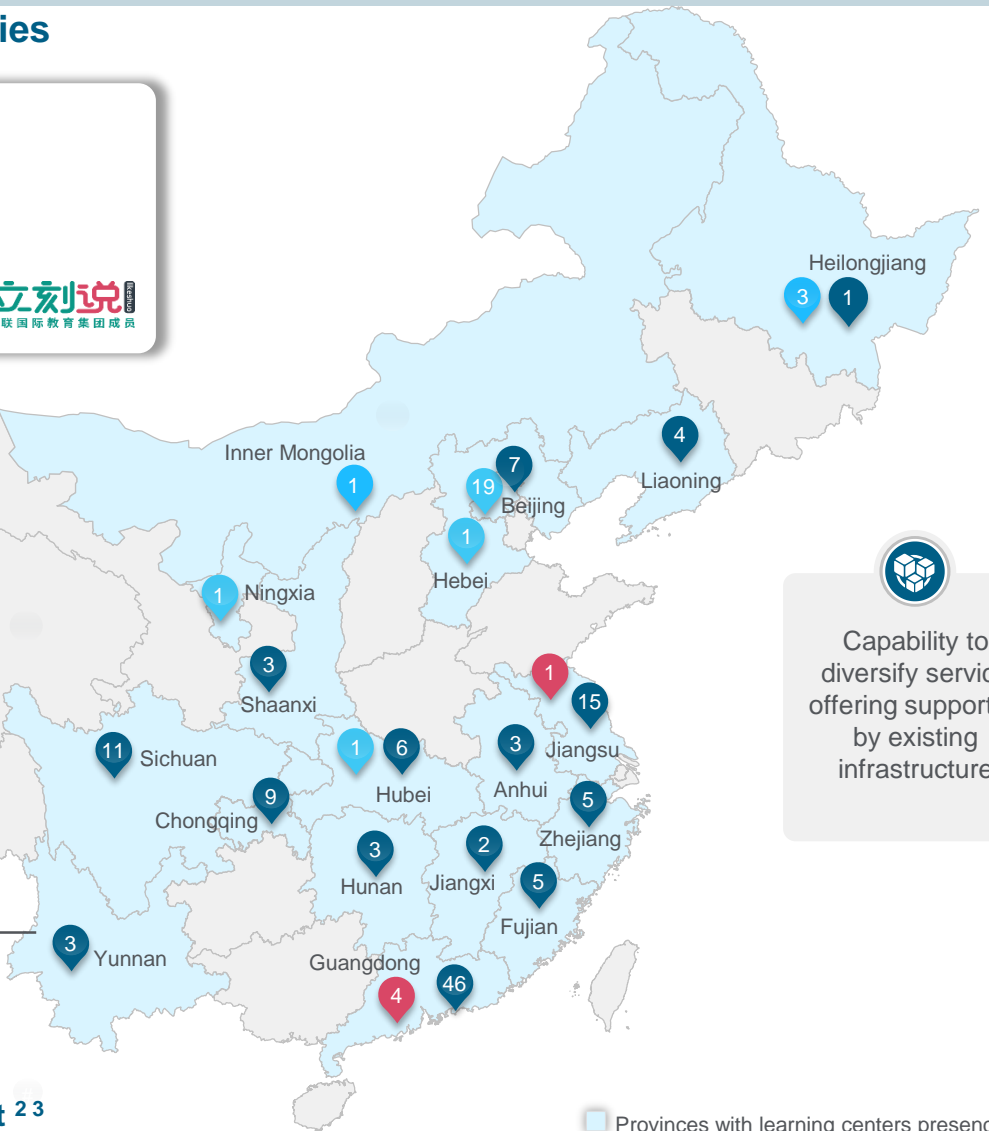 ies
立刻说
likeshuo
联国际教育集团成员
Heilongjiang
3
1
4
Liaoning
Inner Mongolia
1
7
19
Beijing
1
Hebei
1
Ningxia
3
Shaanxi
1
15
Jiangsu
11
Sichuan
1
6
Hubei
3
Anhui
9
Chongqing
5
Zhejiang
3
Hunan
2
Jiangxi
5
Fujian
3
Yunnan
Guangdong
4
46
Capability to
diversify servic
offering support
by existing
infrastructure
t 2 3
Provinces with learning centers presenc